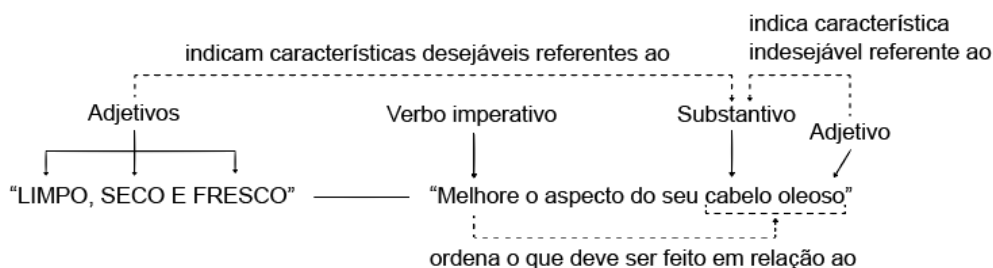 indica característica
indesejável referente ao
indicam características desejáveis referentes ao
Adjetivos
Verbo imperativo
Substantivo
Adjetivo
“LIMPO, SECO E FRESCO”
“Melhore o aspecto do seu cabelo oleoso”
ordena o que deve ser feito em relação ao